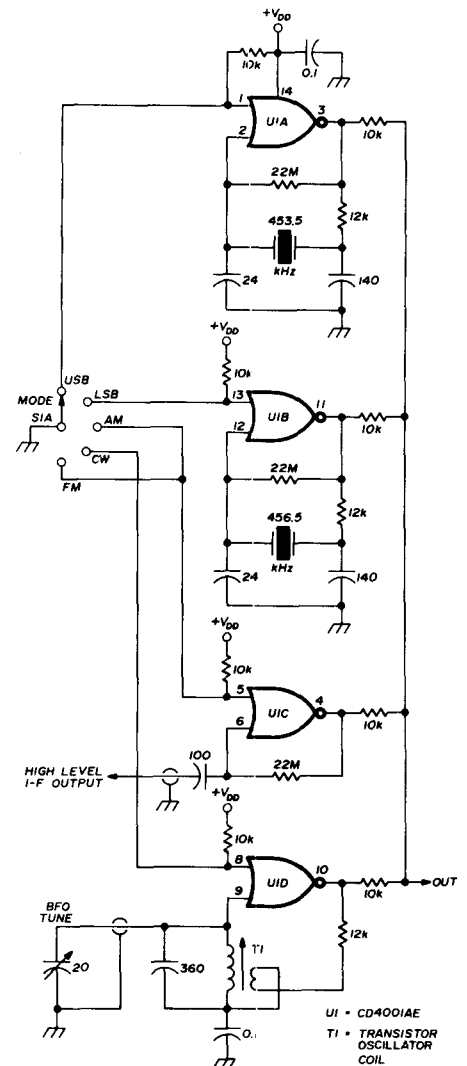 +VDD
10k
0.1
14
1
U1A
3
2
10k
22M
12k
453.5
kHz
24
140
+VDD
10k
USB
MODE
LSB
S1A
AM
CW
FM
13
U1B
11
12
10k
22M
12k
456.5
kHz
24
140
+VDD
10k
5
U1C
4
6
10k
100
22M
HIGH LEVEL
I-F OUTPUT
+VDD
10k
8
U1D
10
9
10k
OUT
BFO
TUNE
12k
20
360
T1
0.1
U1 = CD4001AE
T1 = TRANSISTOR
OSCILLATOR
COIL